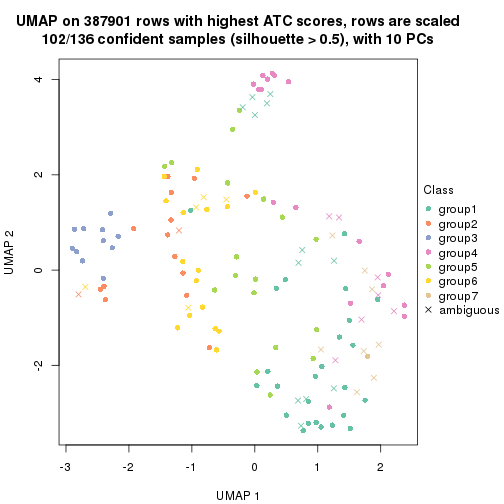 UMAP on 387901 rows with highest ATC scores, rows are scaled
102/136 confident samples (silhouette > 0.5), with 10 PCs
4
2
0
-2
UMAP 2
-3
-2
-1
0
1
2
UMAP 1
Class
group1
group2
group3
group4
group5
group6
group7
ambiguous